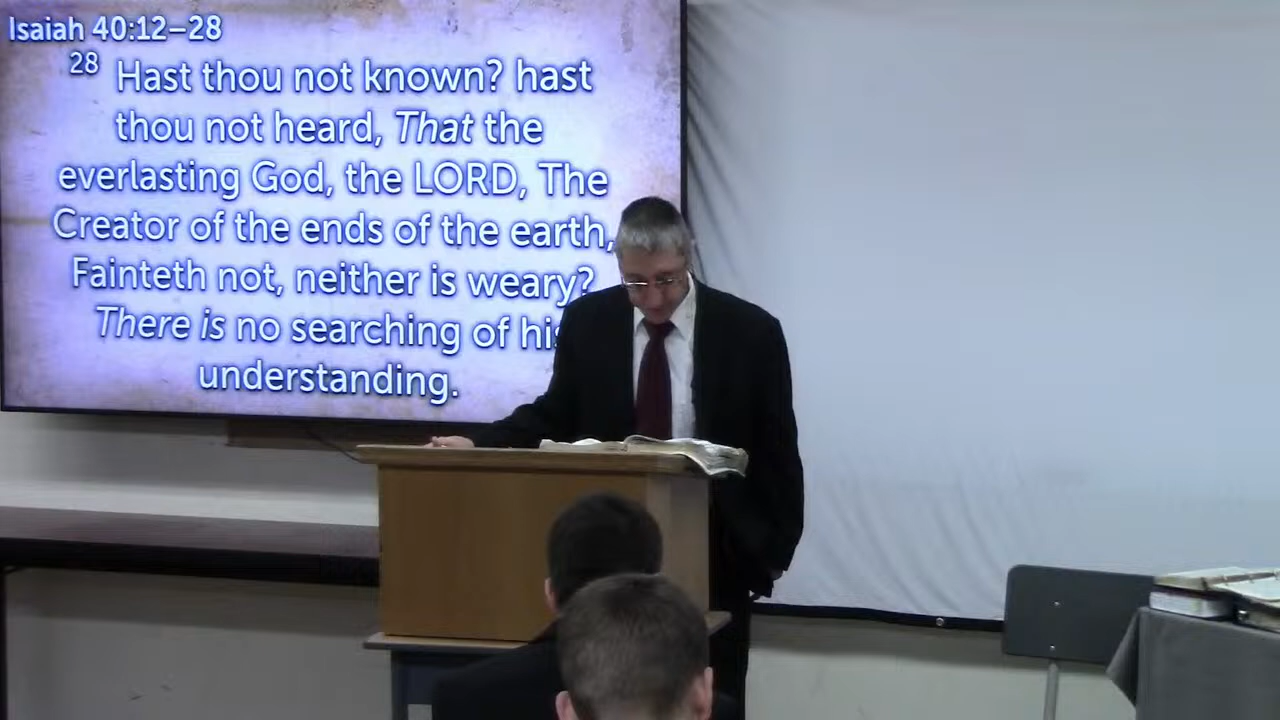 Isaiah 40:12–28
28 Hast thou not known? hast
thou not heard, That the
everlasting God, the LORD, The
Creator of the ends of the earth,
Fainteth not, neither is weary?
There is no searching of his
understanding.